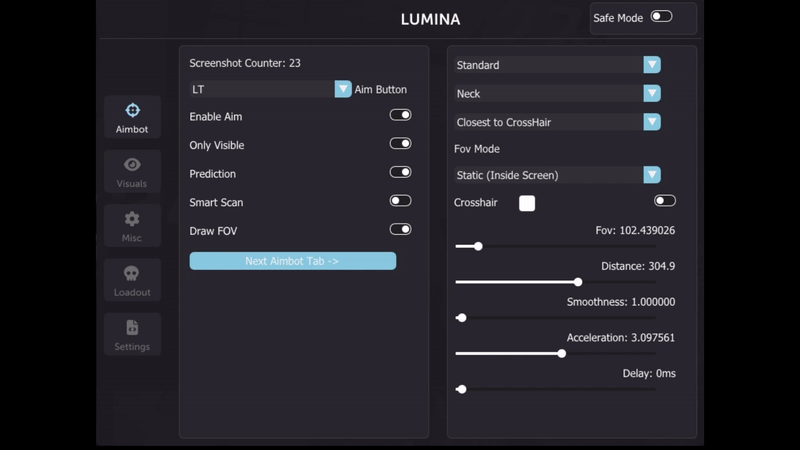 LUMINA
Safe Mode
Aimbot
Visuals
Misc
Loadout
Settings
Screenshot Counter: 23
LT Aim Button
Enable Aim
Only Visible
Prediction
Smart Scan
Draw FOV
Next Aimbot Tab ->
Standard
Neck
Closest to CrossHair
Fov Mode
Static (Inside Screen)
Crosshair
Fov: 102.439026
Distance: 304.9
Smoothness: 1.000000
Acceleration: 3.097561
Delay: 0ms